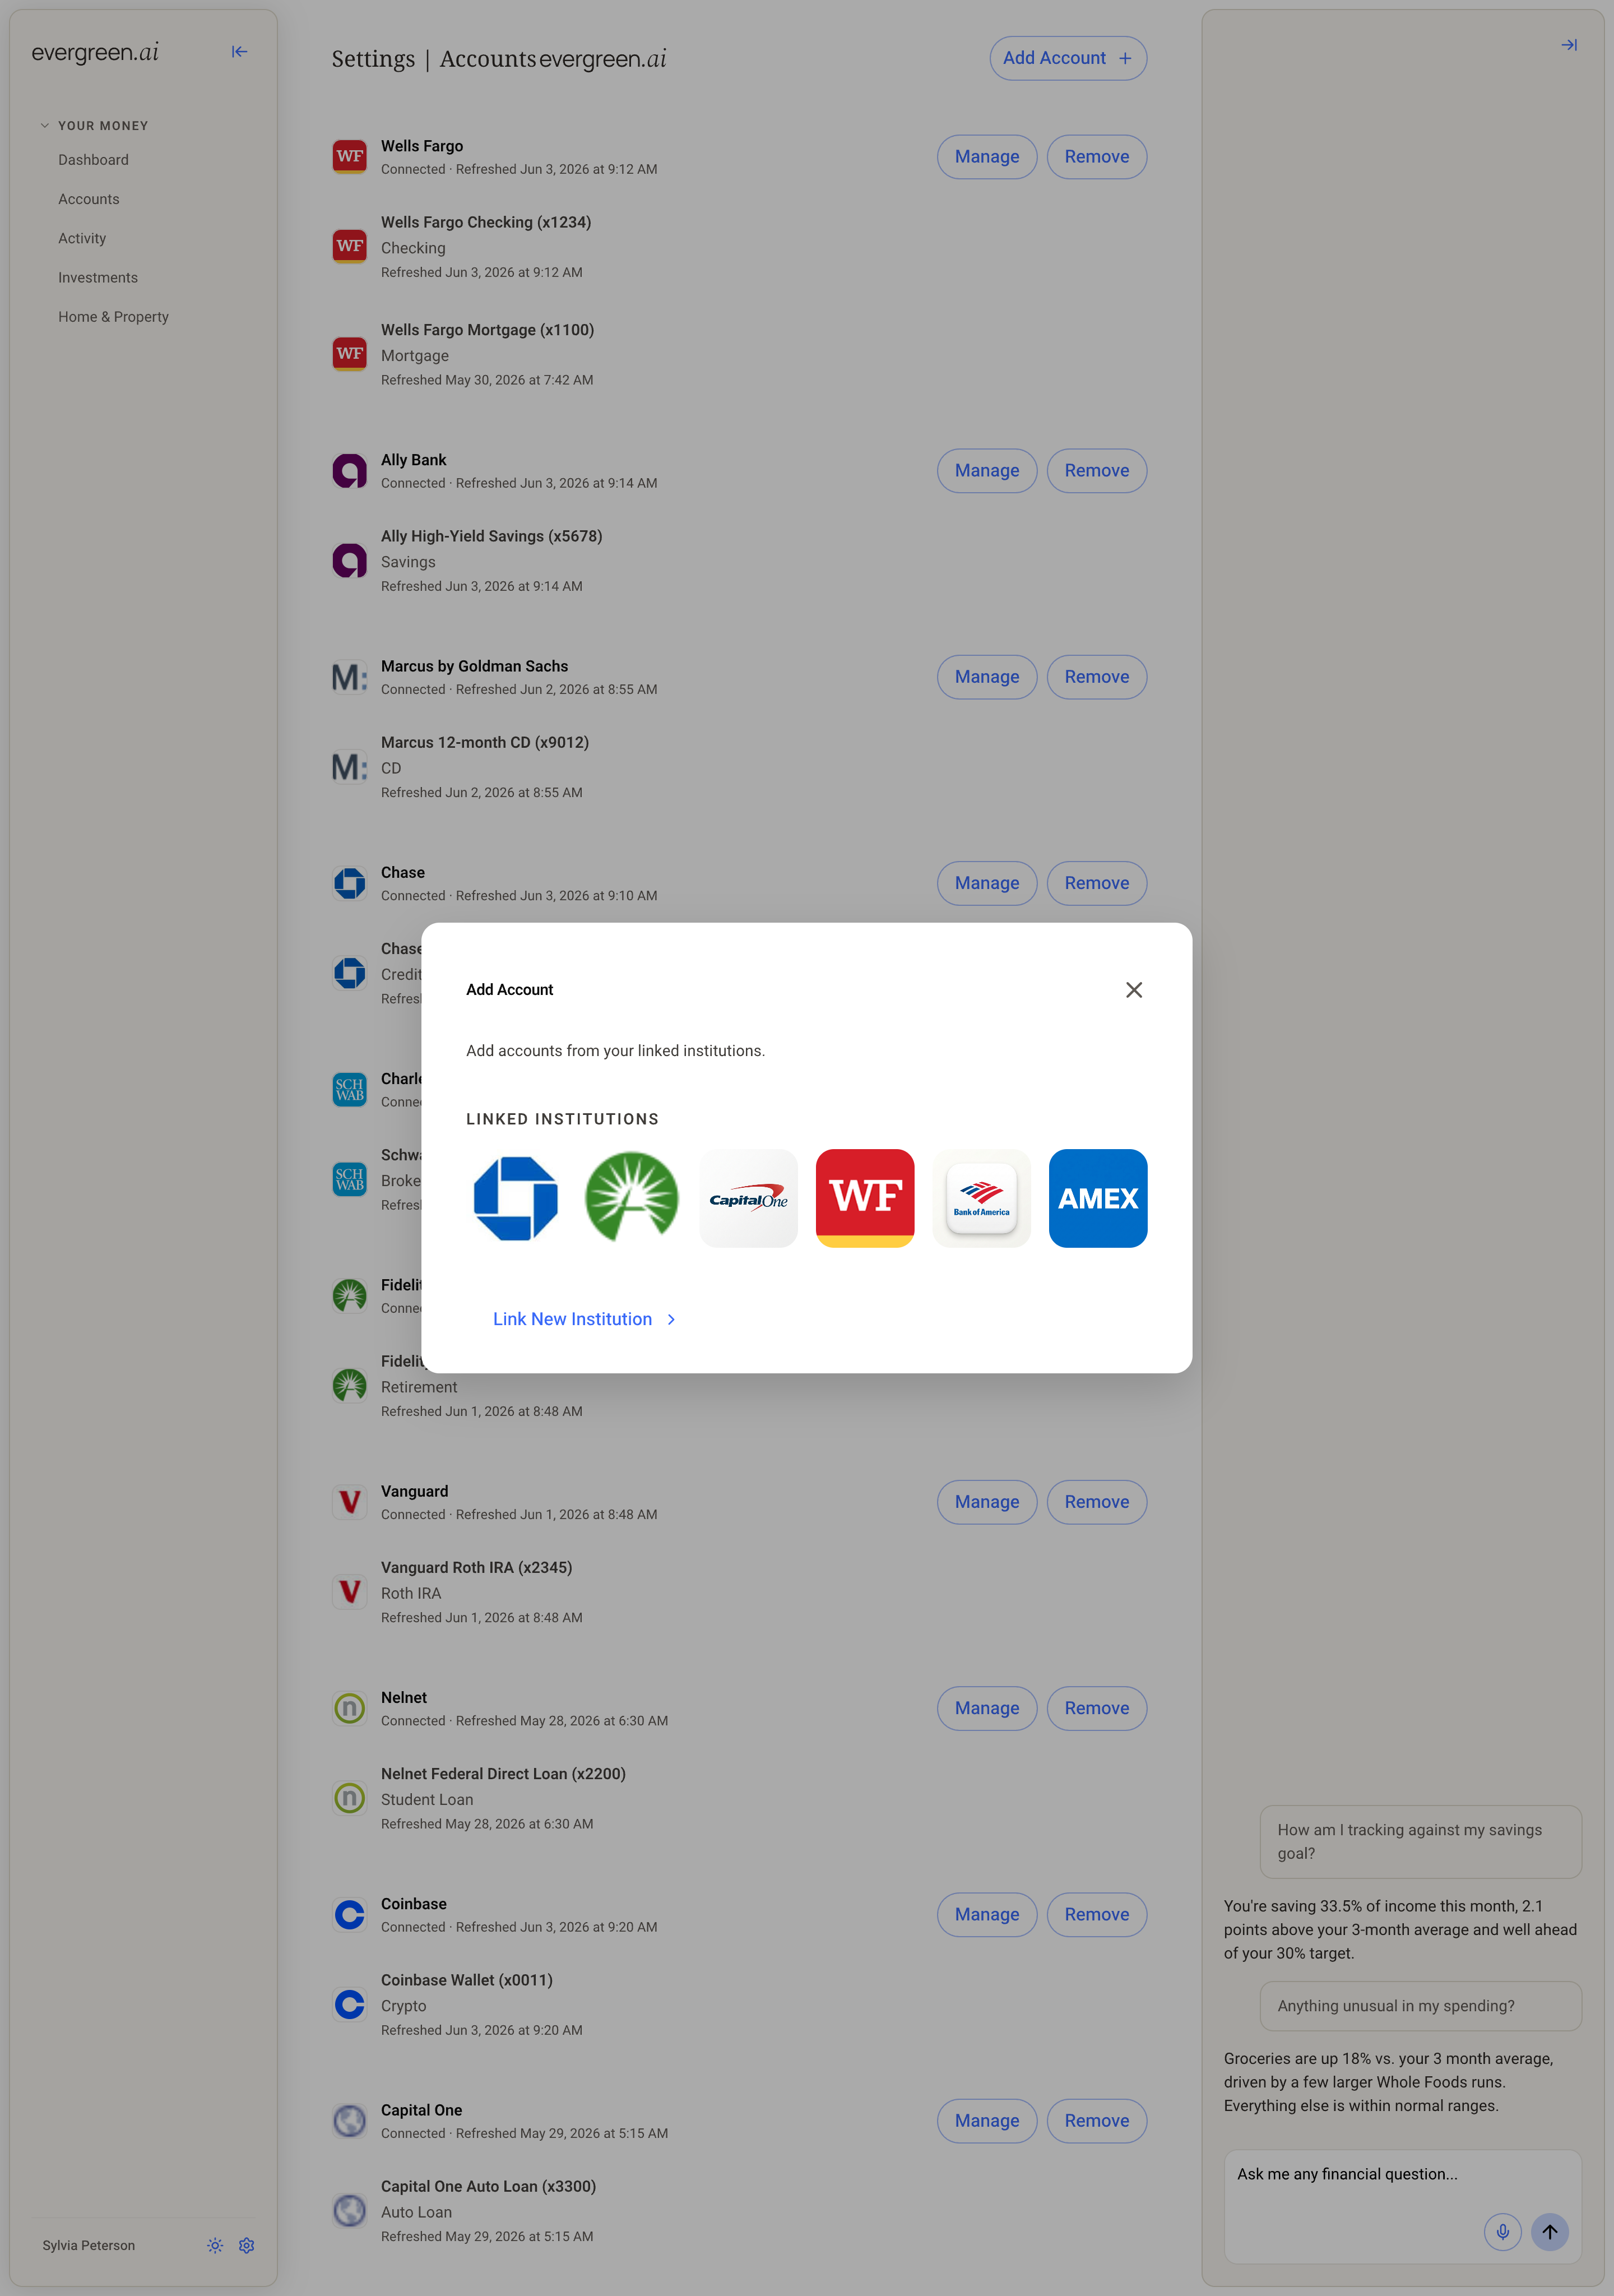 evergreen.ai
YOUR MONEY
Dashboard
Accounts
Activity
Investments
Home & Property
Sylvia Peterson
Settings | Accounts evergreen.ai
Add Account
WF
Wells Fargo
Connected · Refreshed Jun 3, 2026 at 9:12 AM
Manage
Remove
WF
Wells Fargo Checking (x1234)
Checking
Refreshed Jun 3, 2026 at 9:12 AM
WF
Wells Fargo Mortgage (x1100)
Mortgage
Refreshed May 30, 2026 at 7:42 AM
Ally Bank
Connected · Refreshed Jun 3, 2026 at 9:14 AM
Manage
Remove
Ally High-Yield Savings (x5678)
Savings
Refreshed Jun 3, 2026 at 9:14 AM
M:
Marcus by Goldman Sachs
Connected · Refreshed Jun 2, 2026 at 8:55 AM
Manage
Remove
M:
Marcus 12-month CD (x9012)
CD
Refreshed Jun 2, 2026 at 8:55 AM
Chase
Connected · Refreshed Jun 3, 2026 at 9:10 AM
Manage
Remove
Chase
Credit
SCH
WAB
SCH
WAB
Add Account
Add accounts from your linked institutions.
LINKED INSTITUTIONS
Capital One
WF
Bank of America
AMEX
Link New Institution
Retirement
Refreshed Jun 1, 2026 at 8:48 AM
V
Vanguard
Connected · Refreshed Jun 1, 2026 at 8:48 AM
Manage
Remove
V
Vanguard Roth IRA (x2345)
Roth IRA
Refreshed Jun 1, 2026 at 8:48 AM
n
Nelnet
Connected · Refreshed May 28, 2026 at 6:30 AM
Manage
Remove
n
Nelnet Federal Direct Loan (x2200)
Student Loan
Refreshed May 28, 2026 at 6:30 AM
Coinbase
Connected · Refreshed Jun 3, 2026 at 9:20 AM
Manage
Remove
Coinbase Wallet (x0011)
Crypto
Refreshed Jun 3, 2026 at 9:20 AM
Capital One
Connected · Refreshed May 29, 2026 at 5:15 AM
Manage
Remove
Capital One Auto Loan (x3300)
Auto Loan
Refreshed May 29, 2026 at 5:15 AM
How am I tracking against my savings
goal?
You're saving 33.5% of income this month, 2.1
points above your 3-month average and well ahead
of your 30% target.
Anything unusual in my spending?
Groceries are up 18% vs. your 3 month average,
driven by a few larger Whole Foods runs.
Everything else is within normal ranges.
Ask me any financial question...